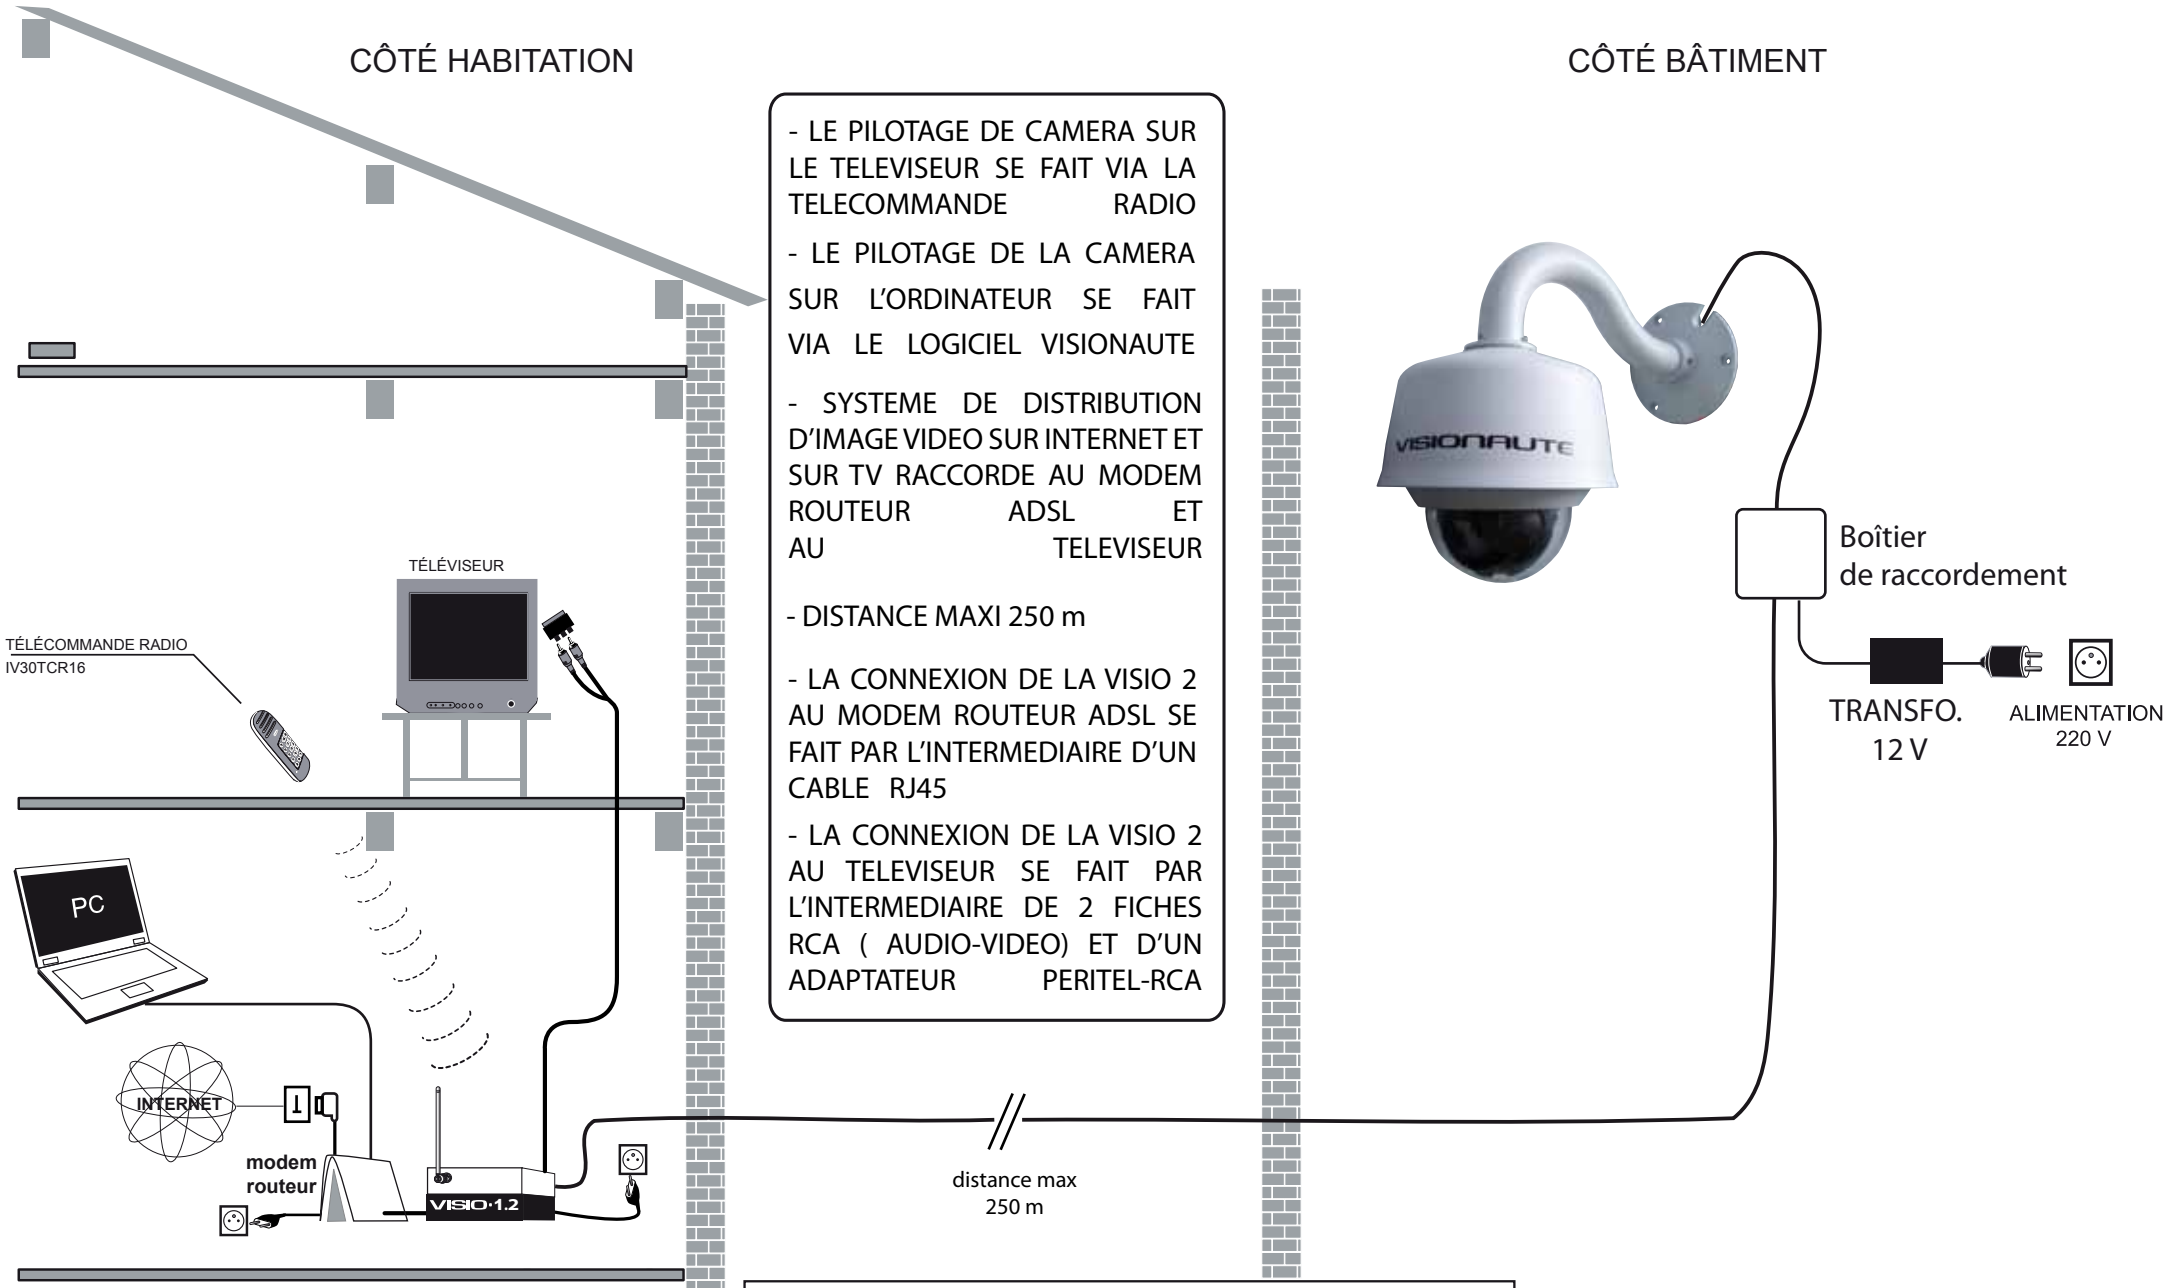 CÔTÉ HABITATION
CÔTÉ BÂTIMENT
- LE PILOTAGE DE CAMERA SUR
LE TELEVISEUR SE FAIT VIA LA
TELECOMMANDE RADIO
- LE PILOTAGE DE LA CAMERA
SUR L'ORDINATEUR SE FAIT
VIA LE LOGICIEL VISIONAUTE
- SYSTEME DE DISTRIBUTION
D'IMAGE VIDEO SUR INTERNET ET
SUR TV RACCORDE AU MODEM
ROUTEUR ADSL ET
AU TELEVISEUR
- DISTANCE MAXI 250 m
- LA CONNEXION DE LA VISIO 2
AU MODEM ROUTEUR ADSL SE
FAIT PAR L'INTERMEDIAIRE D'UN
CABLE RJ45
- LA CONNEXION DE LA VISIO 2
AU TELEVISEUR SE FAIT PAR
L'INTERMEDIAIRE DE 2 FICHES
RCA ( AUDIO-VIDEO) ET D'UN
ADAPTATEUR PERITEL-RCA
VISIONAUTE
Boîtier
de raccordement
TRANSFO.
12 V
ALIMENTATION
220 V
TÉLÉVISEUR
TÉLÉCOMMANDE RADIO
IV30TCR16
PC
INTERNET
modem
routeur
VISIO·1.2
distance max
250 m